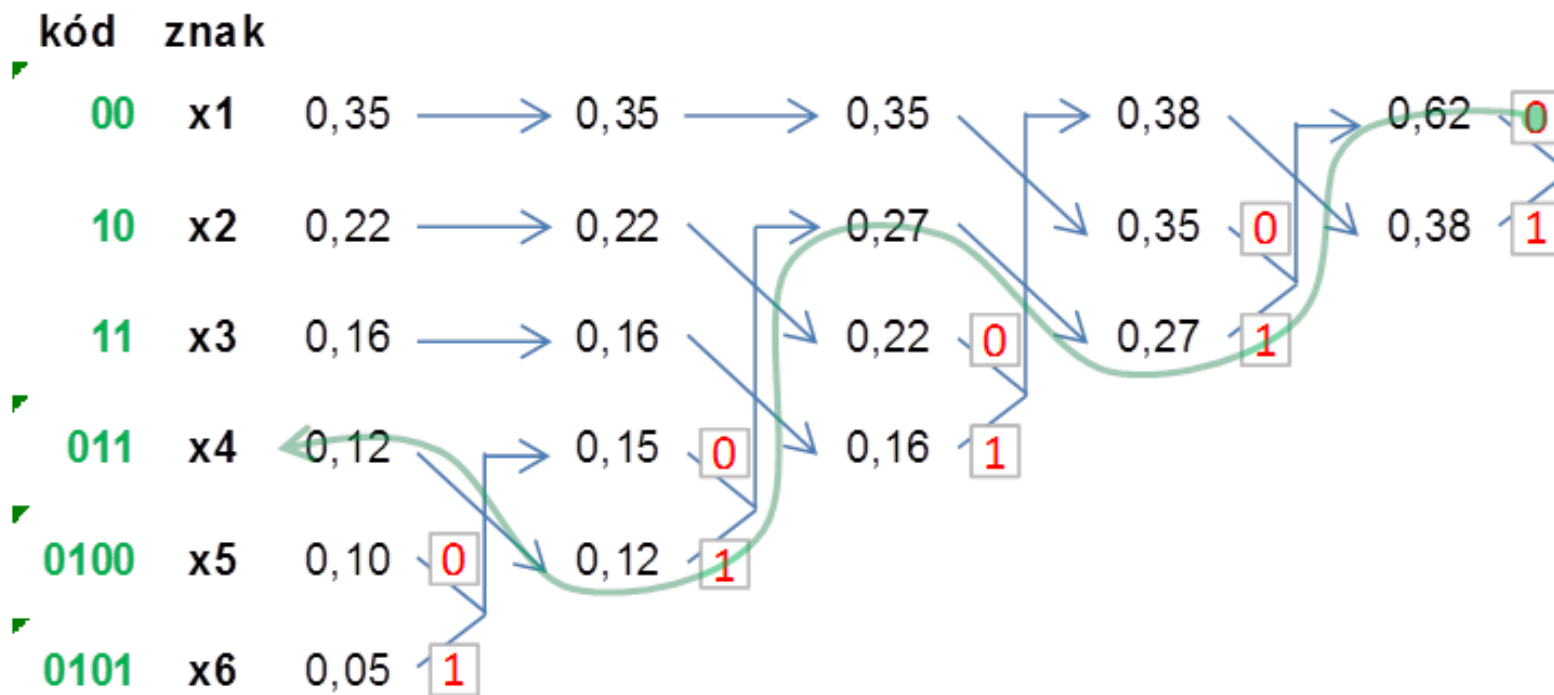 kód znak
00 x1 0,35 0,35 0,35 0,38 0,62 0
10 x2 0,22 0,22 0,27 0,35 0 0,38 1
11 x3 0,16 0,16 0,22 0 0,27 1
011 x4 0,12 0,15 0 0,16 1
0100 x5 0,10 0 0,12 1
0101 x6 0,05 1